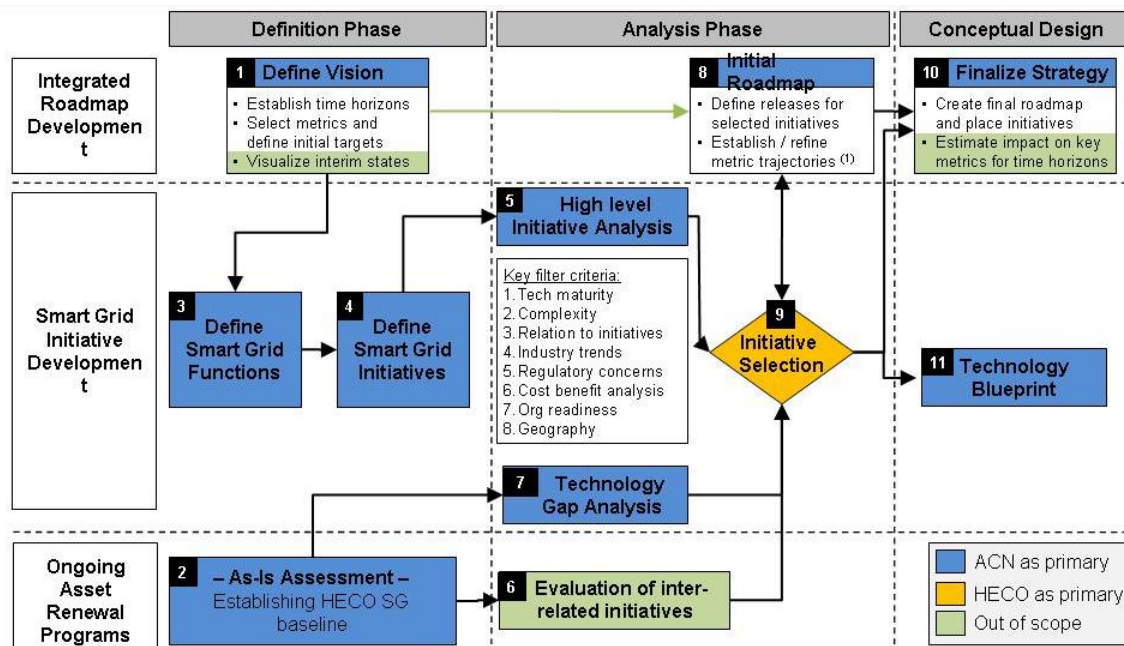 Definition Phase
Analysis Phase
Conceptual Design
Integrated
Roadmap
Developmen
t
1
Define Vision
▪ Establish time horizons
▪ Select metrics and
define initial targets
▪ Visualize interim states
8
Initial
Roadmap
▪ Define releases for
selected initiatives
▪ Establish / refine
metric trajectories (1)
10
Finalize Strategy
▪ Create final roadmap
and place initiatives
▪ Estimate impact on key
metrics for time horizons
Smart Grid
Initiative
Developmen
t
3
Define
Smart Grid
Functions
4
Define
Smart Grid
Initiatives
5
High level
Initiative Analysis
Key filter criteria:
1. Tech maturity
2. Complexity
3. Relation to initiatives
4. Industry trends
5. Regulatory concerns
6. Cost benefit analysis
7. Org readiness
8. Geography
9
Initiative
Selection
11
Technology
Blueprint
7
Technology
Gap Analysis
Ongoing
Asset
Renewal
Programs
2
– As-Is Assessment –
Establishing HECO SG
baseline
6
Evaluation of inter-
related initiatives
ACN as primary
HECO as primary
Out of scope